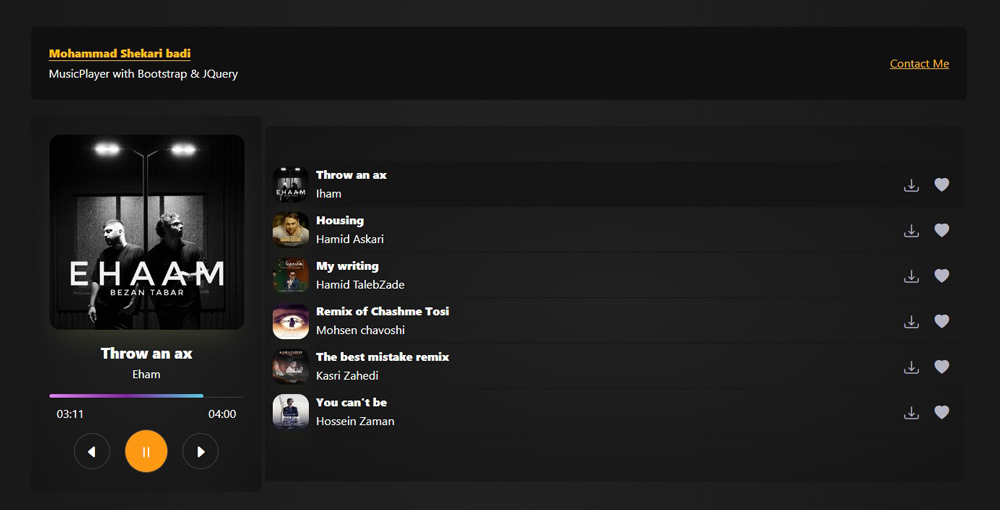 Mohammad Shekari badi
MusicPlayer with Bootstrap & JQuery
Contact Me
EHAAM
BEZAN TABAR
Throw an ax
Eham
03:11
04:00
EHAAM
Throw an ax
Iham
Housing
Hamid Askari
My writing
Hamid TalebZade
Remix of Chashme Tosi
Mohsen chavoshi
The best mistake remix
Kasri Zahedi
You can't be
Hossein Zaman